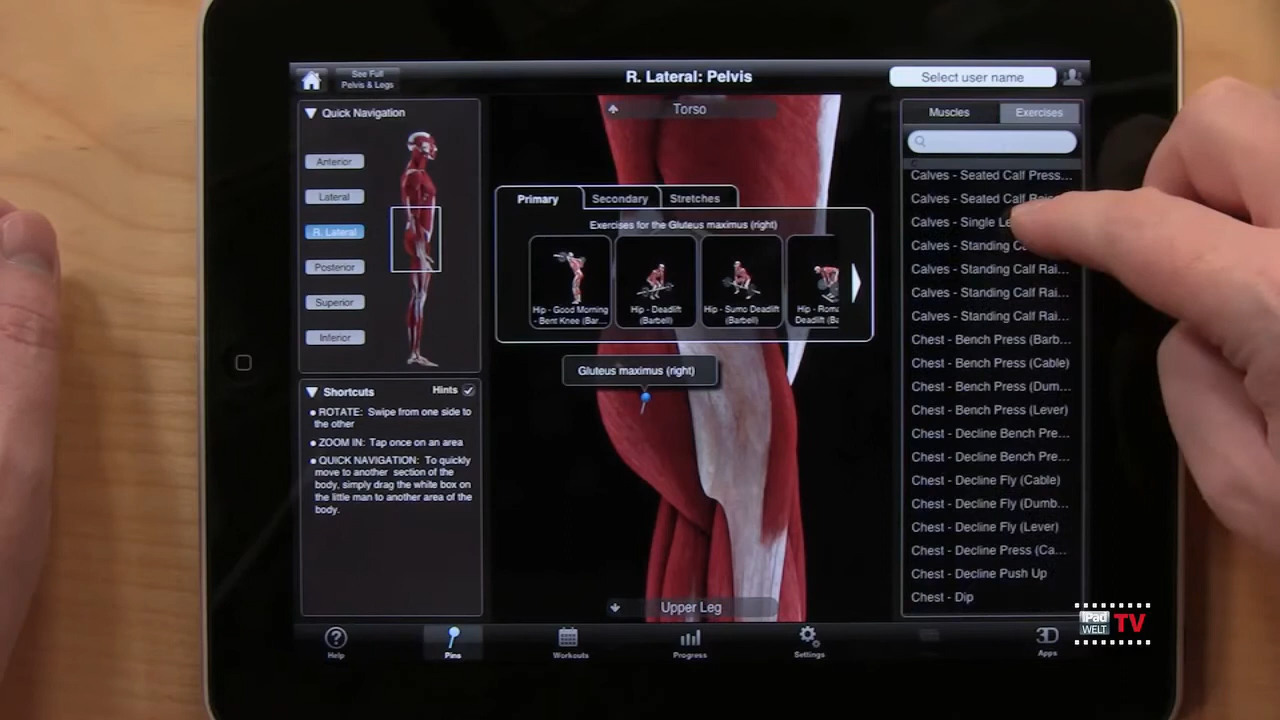 See Full
Pelvis & Legs
R. Lateral: Pelvis
Select user name
Quick Navigation
Anterior
Lateral
R. Lateral
Posterior
Superior
Inferior
Shortcuts
Hints
ROTATE: Swipe from one side to
the other
ZOOM IN: Tap once on an area
QUICK NAVIGATION: To quickly
move to another section of the
body, simply drag the white box on
the little man to another area of the
body.
Torso
Primary
Secondary
Stretches
Exercises for the Gluteus maximus (right)
Hip - Good Morning
- Bent Knee (Bar...
Hip - Deadlift
(Barbell)
Hip - Sumo Deadlift
(Barbell)
Hip - Roma
Deadlift (Ba
Gluteus maximus (right)
Upper Leg
Muscles
Exercises
C
Calves - Seated Calf Press...
Calves - Seated Calf
Calves - Single
Calves - Standing
Calves - Standing Calf Rai...
Calves - Standing Calf Rai...
Calves - Standing Calf Rai...
Chest - Bench Press (Barb...
Chest - Bench Press (Cable)
Chest - Bench Press (Dum...
Chest - Bench Press (Lever)
Chest - Decline Bench Pre...
Chest - Decline Bench Pre...
Chest - Decline Fly (Cable)
Chest - Decline Fly (Dumb...
Chest - Decline Fly (Lever)
Chest - Decline Press (Ca...
Chest - Decline Push Up
Chest - Dip
Help
Pins
Workouts
Progress
Settings
3D
Apps
iPad
WELT
TV